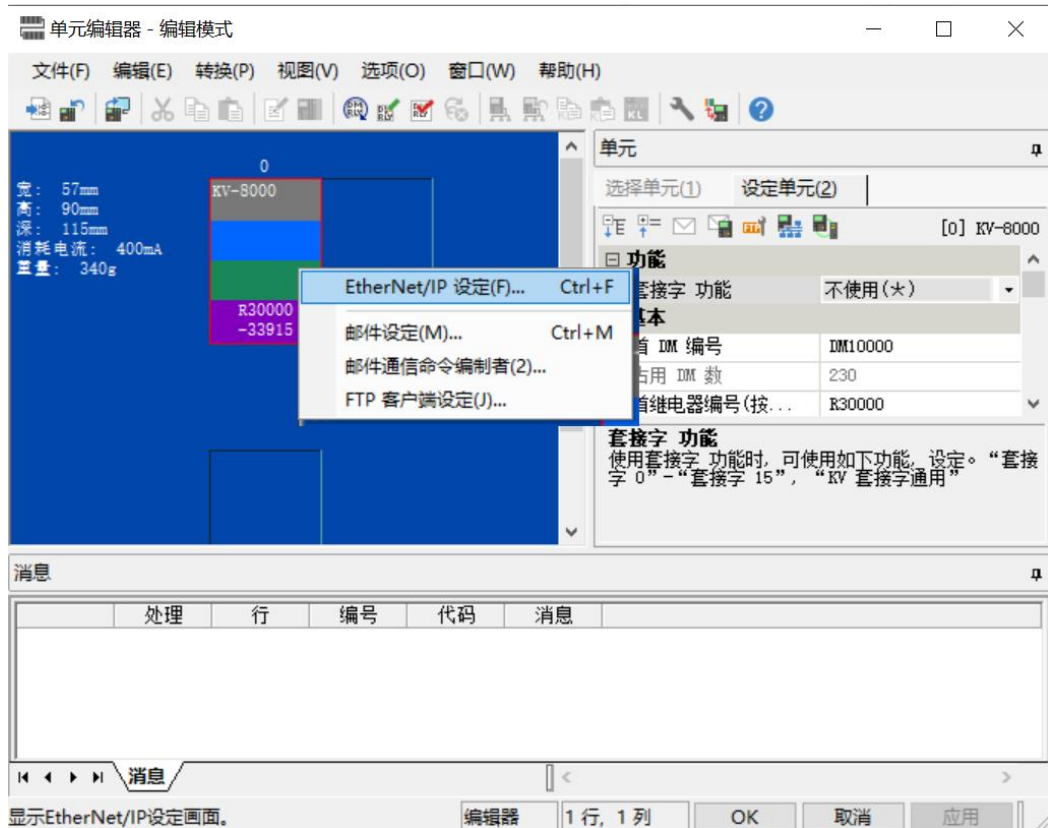 单元编辑器 - 编辑模式
文件(F) 编辑(E) 转换(P) 视图(V) 选项(O) 窗口(W) 帮助(H)
宽: 57mm
高: 90mm
深: 115mm
消耗电流: 400mA
重量: 340g
0
KV-8000
R30000
-33915
EtherNet/IP 设定(F)... Ctrl+F
邮件设定(M)... Ctrl+M
邮件通信命令编制者(2)...
FTP 客户端设定(J)...
单元
选择单元(1) 设定单元(2)
[0] KV-8000
功能
套接字 功能 不使用(*)
基本
首 DM 编号 DM10000
占用 DM 数 230
首继电器编号(按... R30000
套接字 功能
使用套接字 功能时, 可使用如下功能, 设定。“套接
字 0”-“套接字 15”, “KV 套接字通用”
消息
处理 行 编号 代码 消息
消息
显示EtherNet/IP设定画面。 编辑器 1 行, 1 列 OK 取消 应用